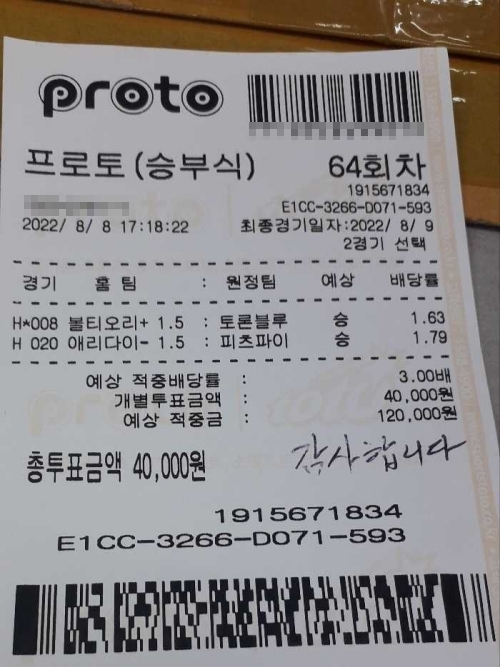 proto
프로토(승부식) 64회차
1915671834
E1CC-3266-D071-593
2022/ 8/ 8 17:18:22 최종경기일자:2022/ 8/ 9
2경기 선택
경기 홈 팀 : 원정팀 예상 배당률
H*008 볼티오리+ 1.5 : 토론블루 승 1.63
H 020 애리다이- 1.5 : 피츠파이 승 1.79
예상 적중배당률 : 3.00배
개별투표금액 : 40,000원
예상 적중금 : 120,000원
감사합니다
총투표금액 40,000원
1915671834
E1CC-3266-D071-593